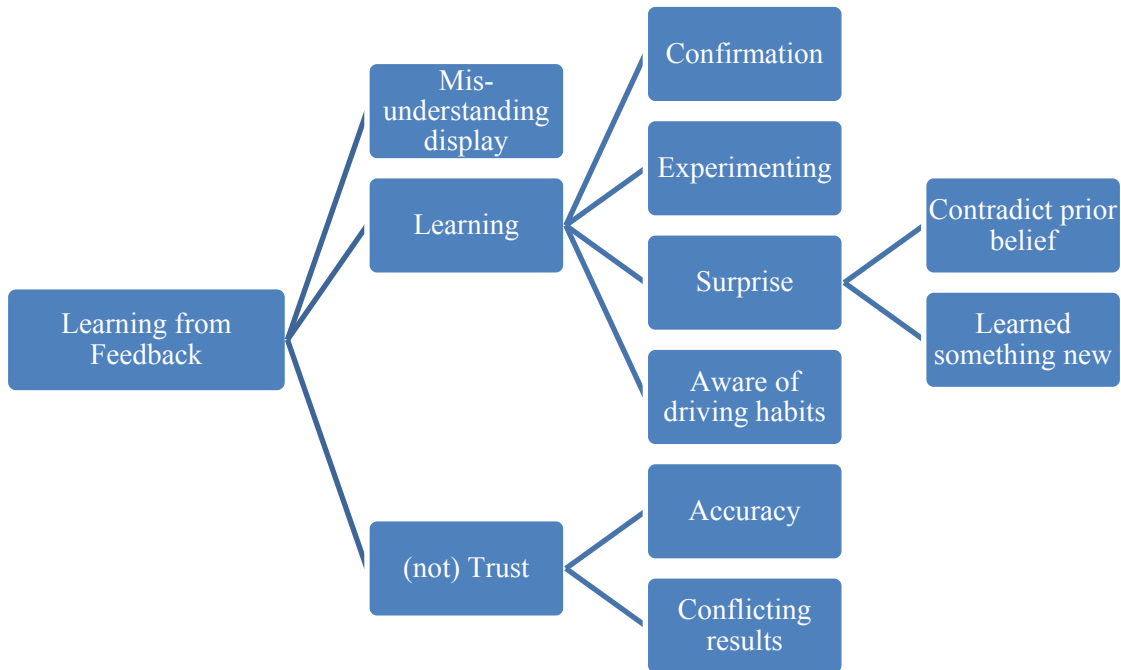 Learning from
Feedback
Mis-
understanding
display
Learning
(not) Trust
Confirmation
Experimenting
Surprise
Aware of
driving habits
Accuracy
Conflicting
results
Contradict prior
belief
Learned
something new